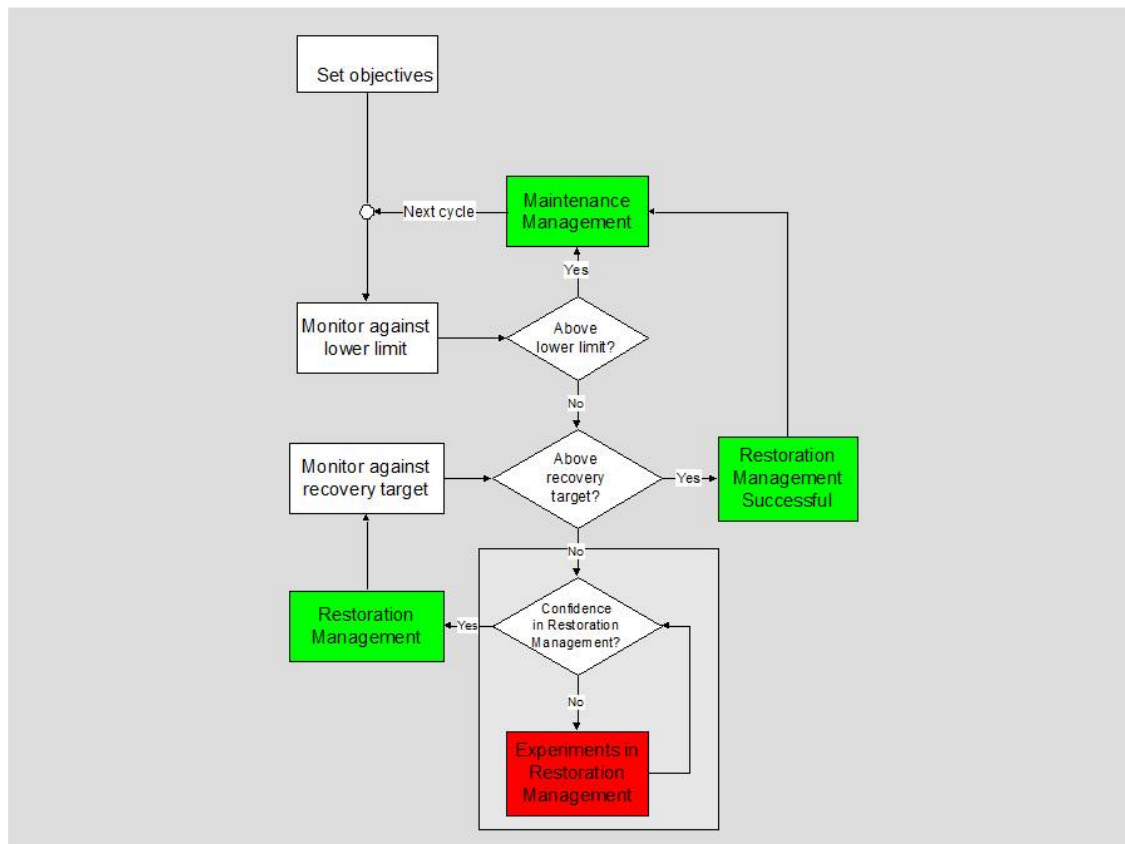 Set objectives
Maintenance
Management
Next cycle
Yes
Monitor against
lower limit
Above
lower limit?
No
Monitor against
recovery target
Above
recovery
target?
Yes
Restoration
Management
Successful
No
Restoration
Management
Yes
Confidence
in Restoration
Management?
No
Experiments in
Restoration
Management